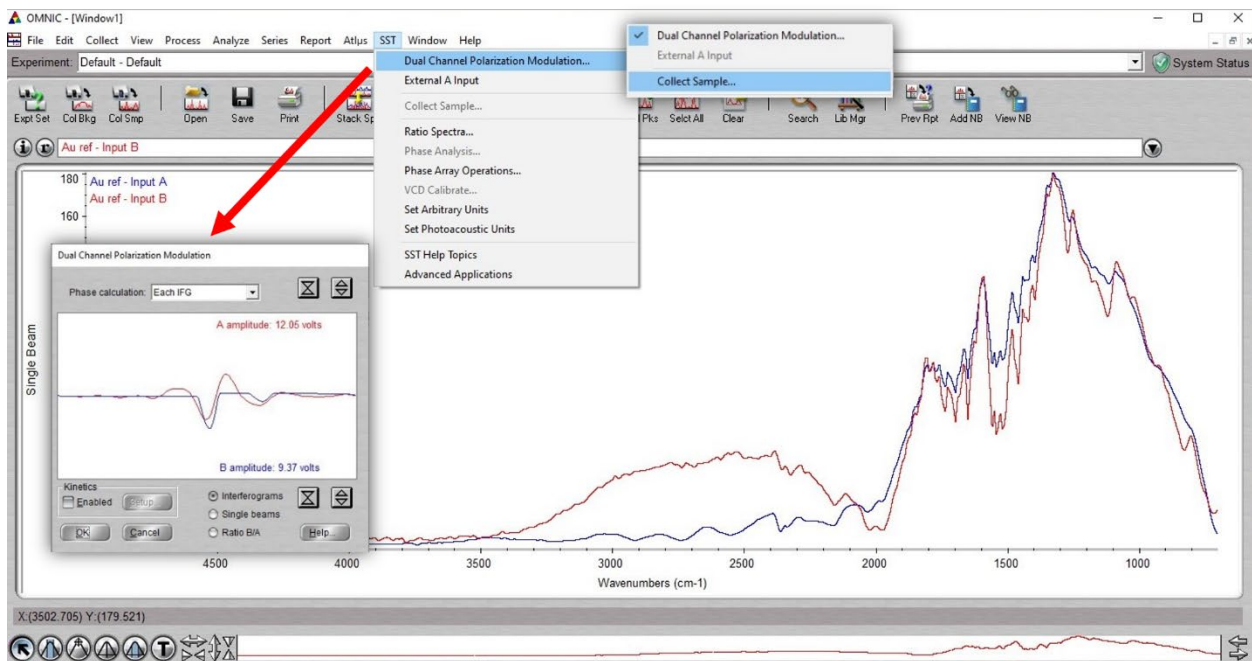 OMNIC - [Window1]
File Edit Collect View Process Analyze Series Report Atlµs SST Window Help
Experiment: Default - Default
System Status
Expt Set Col Bkg Col Smp Open Save Print Stack Sp Pks Selct All Clear Search Lib Mgr Prev Rpt Add NB View NB
Au ref - Input B
Dual Channel Polarization Modulation...
External A Input
Collect Sample...
Ratio Spectra...
Phase Analysis...
Phase Array Operations...
VCD Calibrate...
Set Arbitrary Units
Set Photoacoustic Units
SST Help Topics
Advanced Applications
Dual Channel Polarization Modulation...
External A Input
Collect Sample...
180
Au ref - Input A
Au ref - Input B
160
Single Beam
Dual Channel Polarization Modulation
Phase calculation: Each IFG
A amplitude: 12.05 volts
B amplitude: 9.37 volts
Kinetics
Enabled Setup...
Interferograms
Single beams
Ratio B/A
OK Cancel Help...
4500 4000 3500 3000 2500 2000 1500 1000
Wavenumbers (cm-1)
X:(3502.705) Y:(179.521)
T